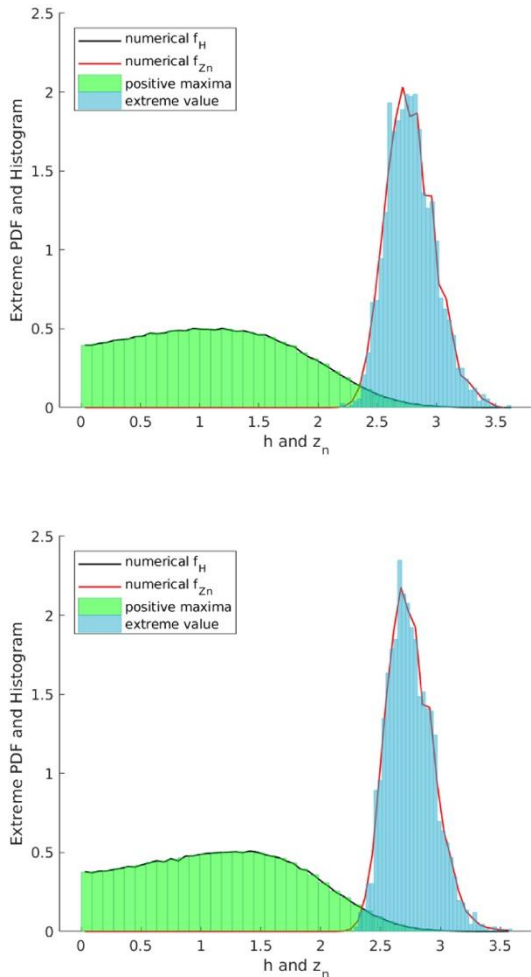 numerical f_H
numerical f_Zn
positive maxima
extreme value
2.5
2
1.5
1
0.5
0
Extreme PDF and Histogram
0 0.5 1 1.5 2 2.5 3 3.5
h and z_n
numerical f_H
numerical f_Zn
positive maxima
extreme value
2.5
2
1.5
1
0.5
0
Extreme PDF and Histogram
0 0.5 1 1.5 2 2.5 3 3.5
h and z_n